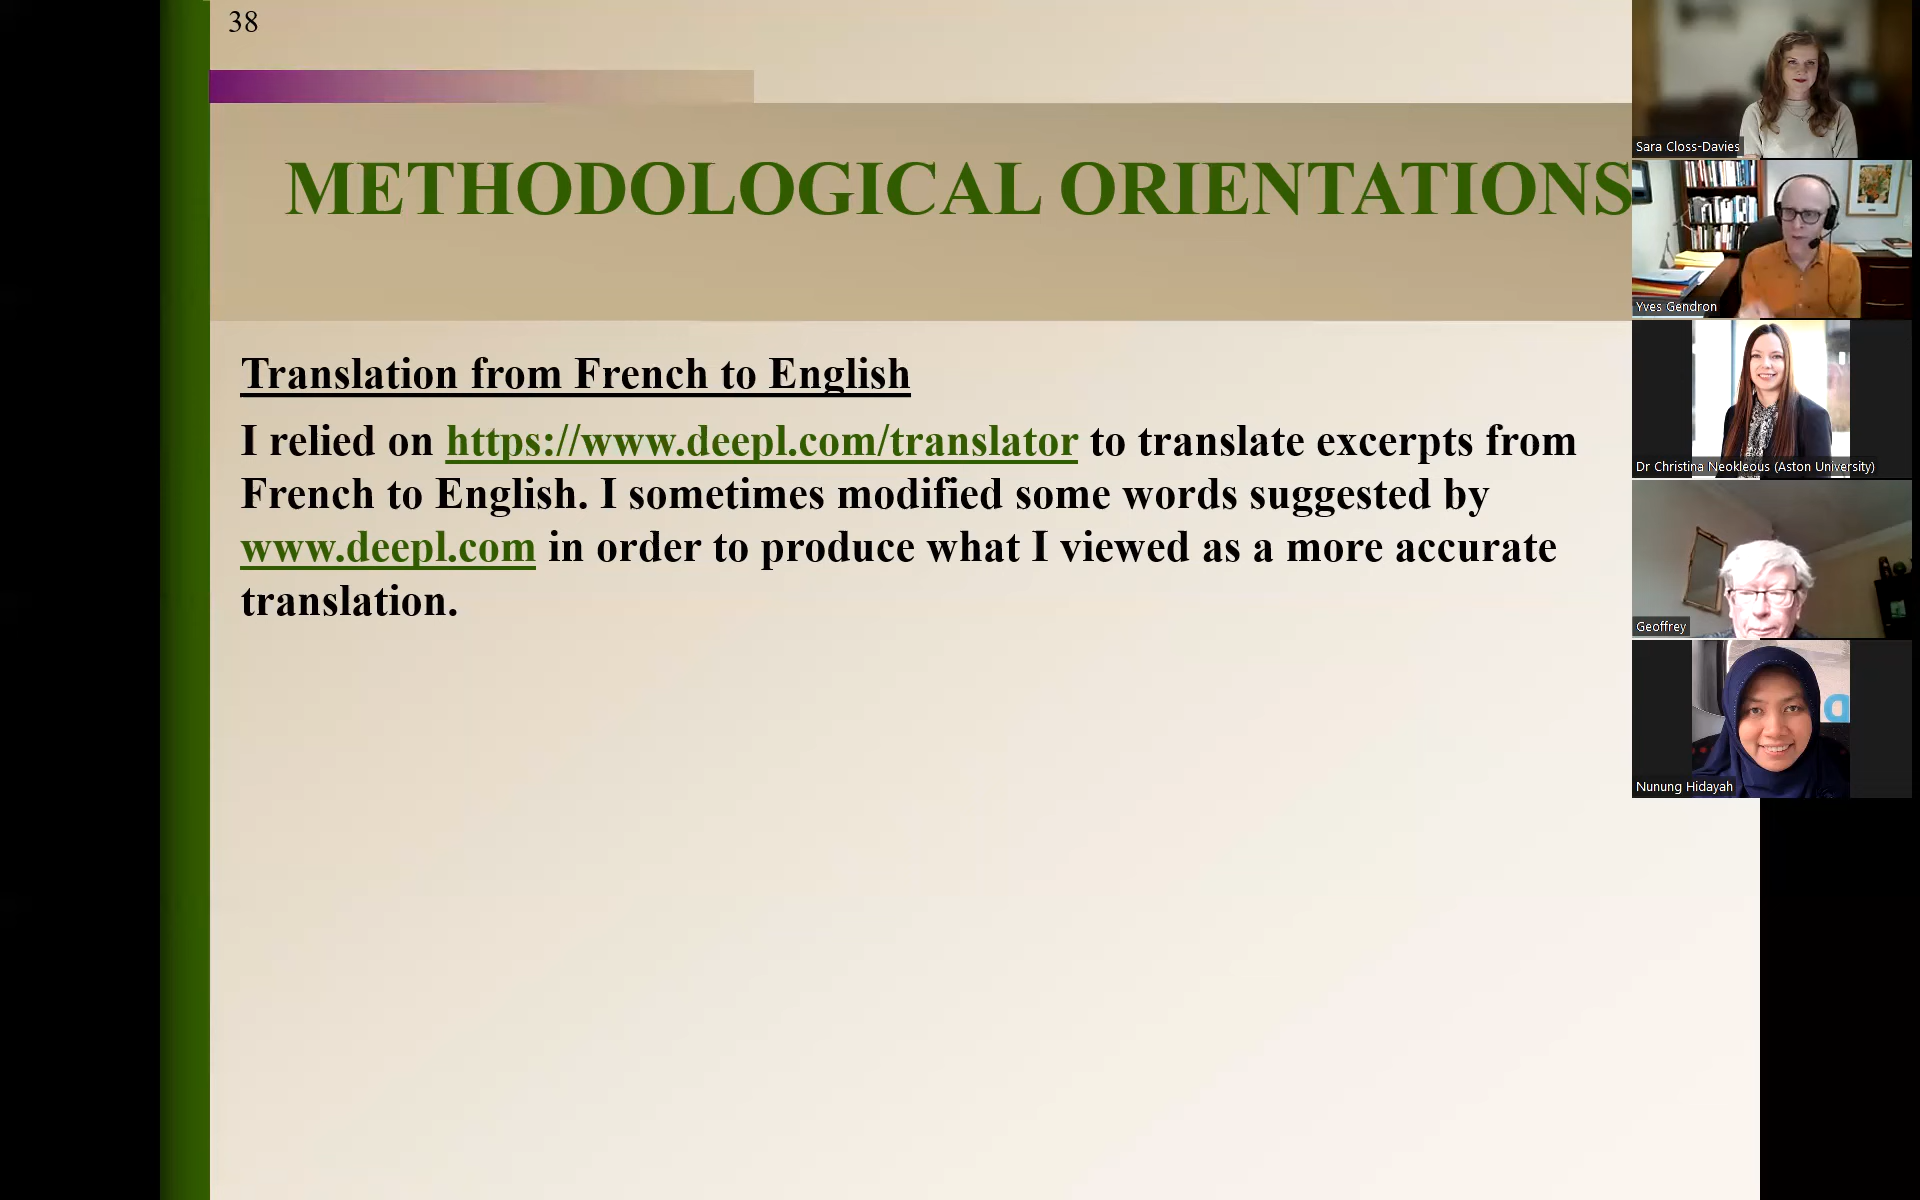 38
METHODOLOGICAL ORIENTATIONS
Translation from French to English
I relied on https://www.deepl.com/translator to translate excerpts from
French to English. I sometimes modified some words suggested by
www.deepl.com in order to produce what I viewed as a more accurate
translation.
Sara Closs-Davies
Yves Gendron
Dr Christina Neokleous (Aston University)
Geoffrey
Nunung Hidayah